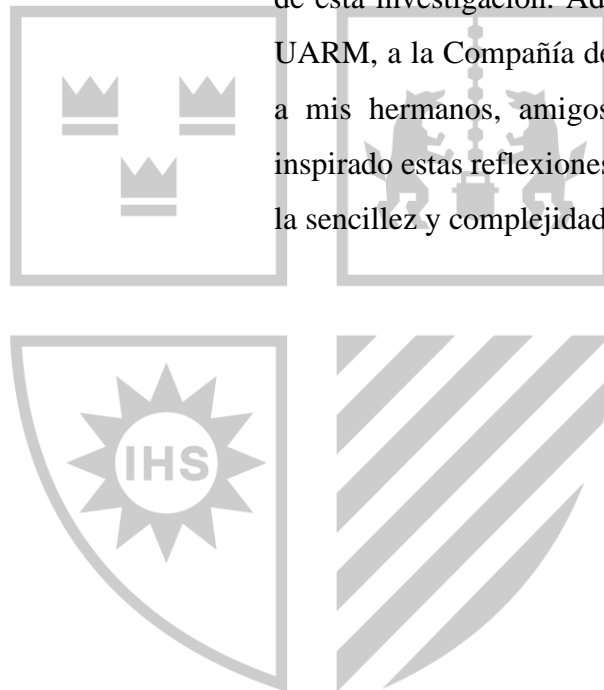 de esta investigación. Ad
UARM, a la Compañía de
a mis hermanos, amigos
inspirado estas reflexiones
la sencillez y complejidad
IHS